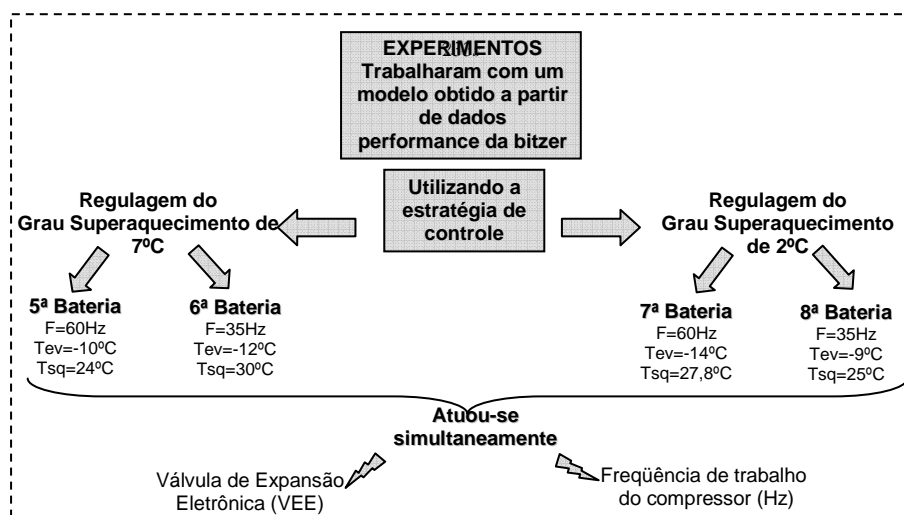 EXPERIMENTOS
Trabalharam com um
modelo obtido a partir
de dados
performance da bitzer
Utilizando a
estratégia de
controle
Regulagem do
Grau Superaquecimento de
7ºC
Regulagem do
Grau Superaquecimento
de 2ºC
5ª Bateria
F=60Hz
Tev=-10ºC
Tsq=24ºC
6ª Bateria
F=35Hz
Tev=-12ºC
Tsq=30ºC
7ª Bateria
F=60Hz
Tev=-14ºC
Tsq=27,8ºC
8ª Bateria
F=35Hz
Tev=-9ºC
Tsq=25ºC
Atuou-se
simultaneamente
Válvula de Expansão
Eletrônica (VEE)
Freqüência de trabalho
do compressor (Hz)